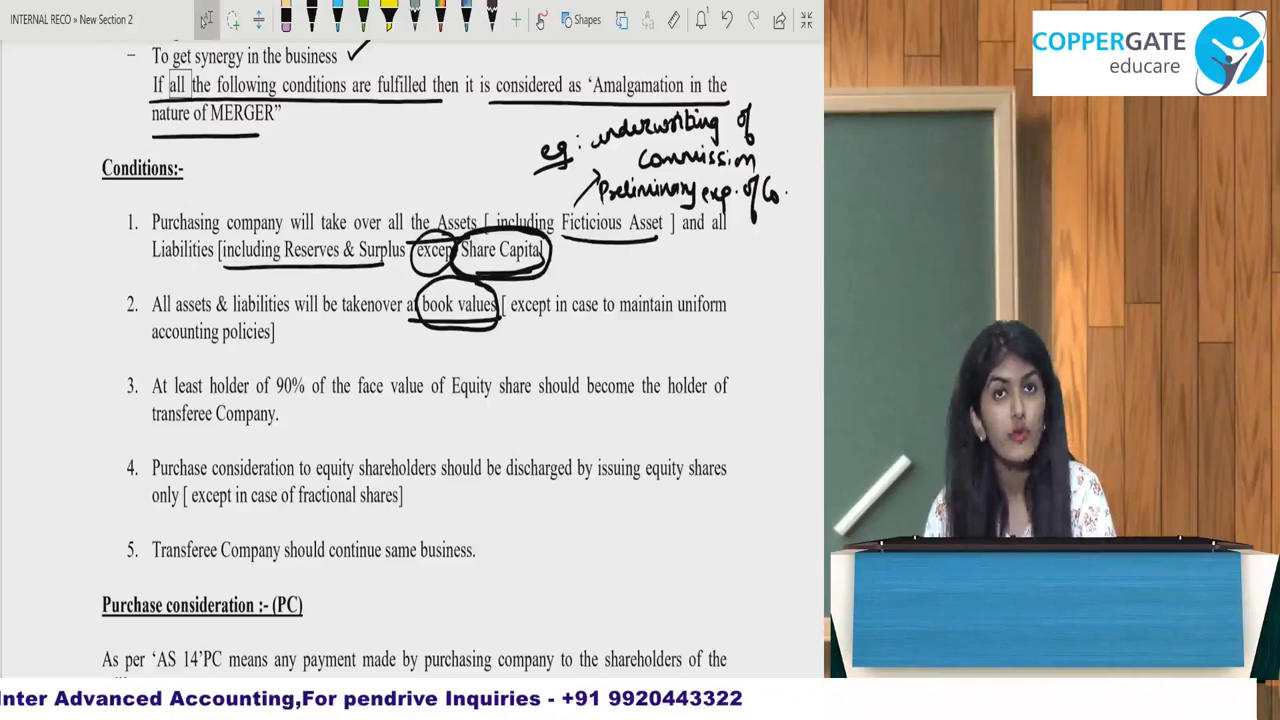 INTERNAL RECO » New Section 2
Shapes
COPPERGATE
educare
− To get synergy in the business
If all the following conditions are fulfilled then it is considered as ‘Amalgamation in the
nature of MERGER”
eg: underwriting of
Commission
Preliminary exp. of Co.
Conditions:-
1. Purchasing company will take over all the Assets [ including Ficticious Asset ] and all
Liabilities [including Reserves & Surplus except Share Capital
2. All assets & liabilities will be takenover at book values [ except in case to maintain uniform
accounting policies]
3. At least holder of 90% of the face value of Equity share should become the holder of
transferee Company.
4. Purchase consideration to equity shareholders should be discharged by issuing equity shares
only [ except in case of fractional shares]
5. Transferee Company should continue same business.
Purchase consideration :- (PC)
As per ‘AS 14’PC means any payment made by purchasing company to the shareholders of the
Inter Advanced Accounting,For pendrive Inquiries - +91 9920443322